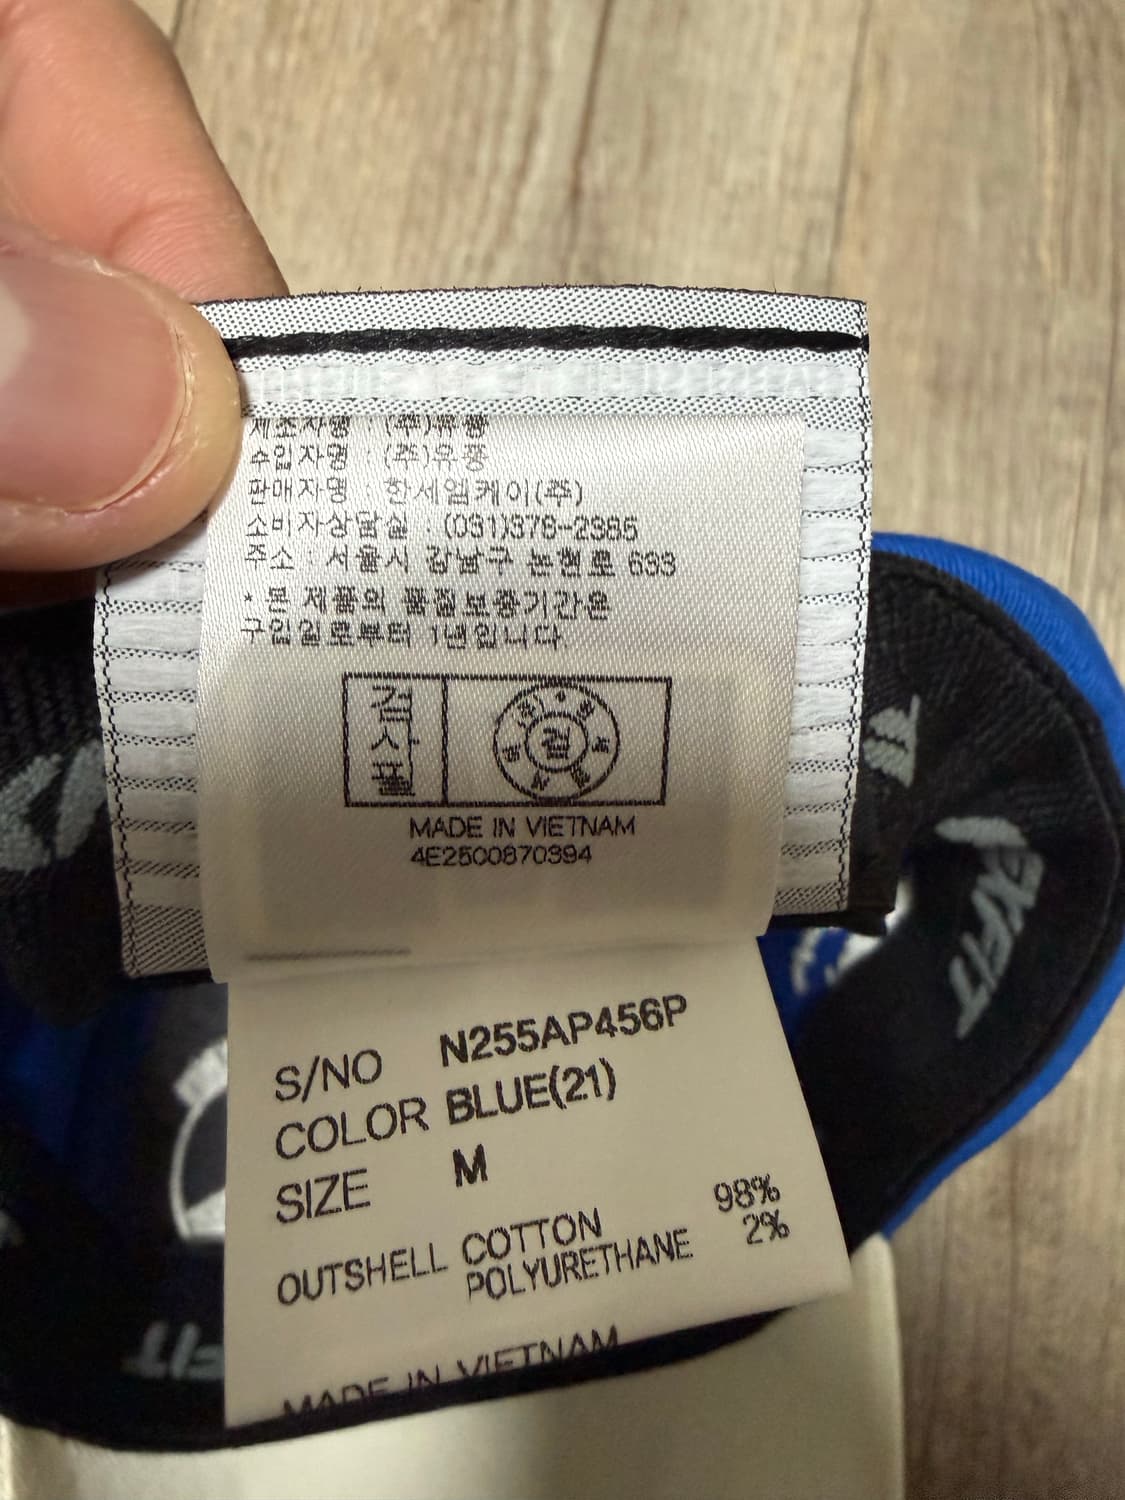 제조자명 : (주)유풍
수입자명 : (주)유풍
판매자명 : 한세엠케이(주)
소비자상담실 : (031)378-2385
주소 : 서울시 강남구 논현로 633
* 본 제품의 품질보증기간은
구입일로부터 1년입니다.
검사필
검
MADE IN VIETNAM
4E2500870394
S/NO N255AP456P
COLOR BLUE(21)
SIZE M
OUTSHELL COTTON 98%
POLYURETHANE 2%
MADE IN VIETNAM